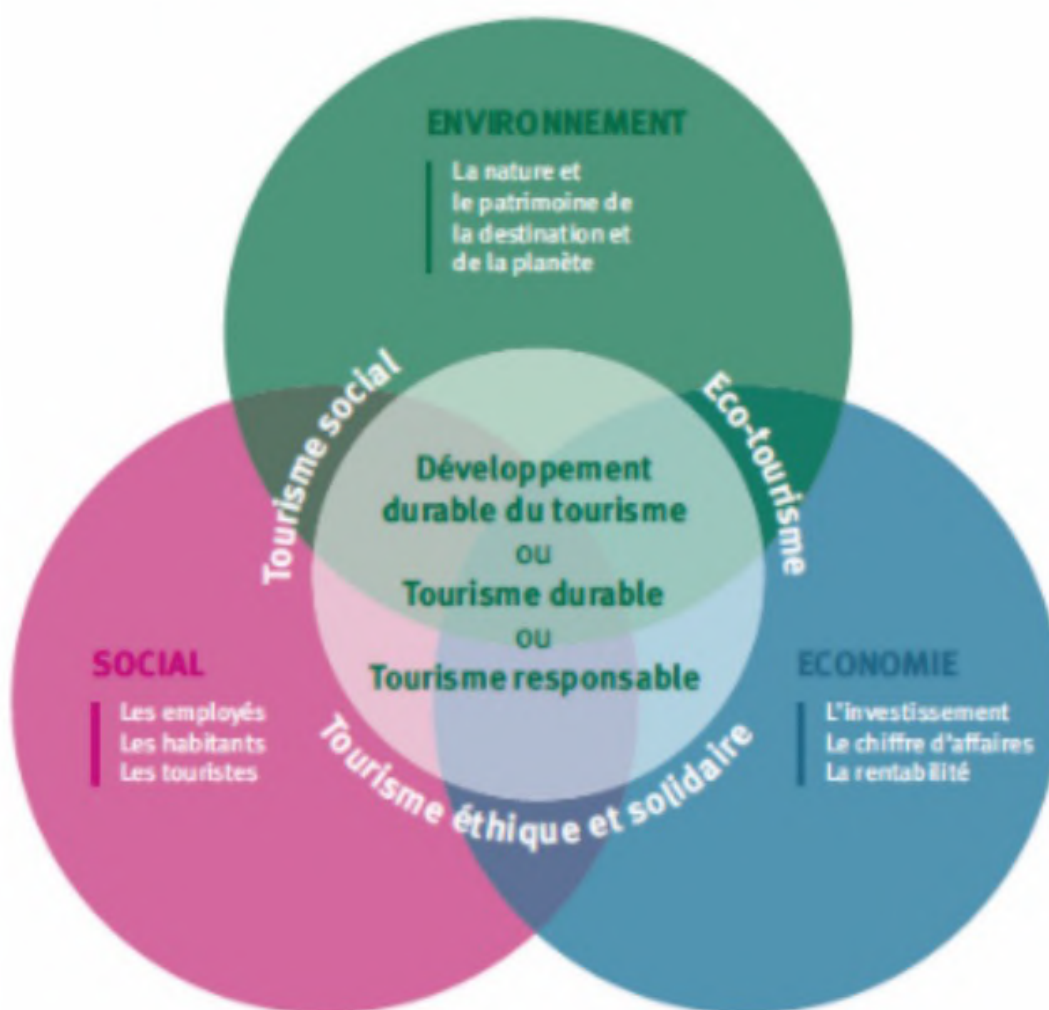 ENVIRONNEMENT
La nature et
le patrimoine de
la destination et
de la planète
Tourisme social
Eco-tourisme
Développement
durable du tourisme
ou
Tourisme durable
ou
Tourisme responsable
SOCIAL
Les employés
Les habitants
Les touristes
ECONOMIE
L'investissement
Le chiffre d'affaires
La rentabilité
Tourisme éthique et solidaire